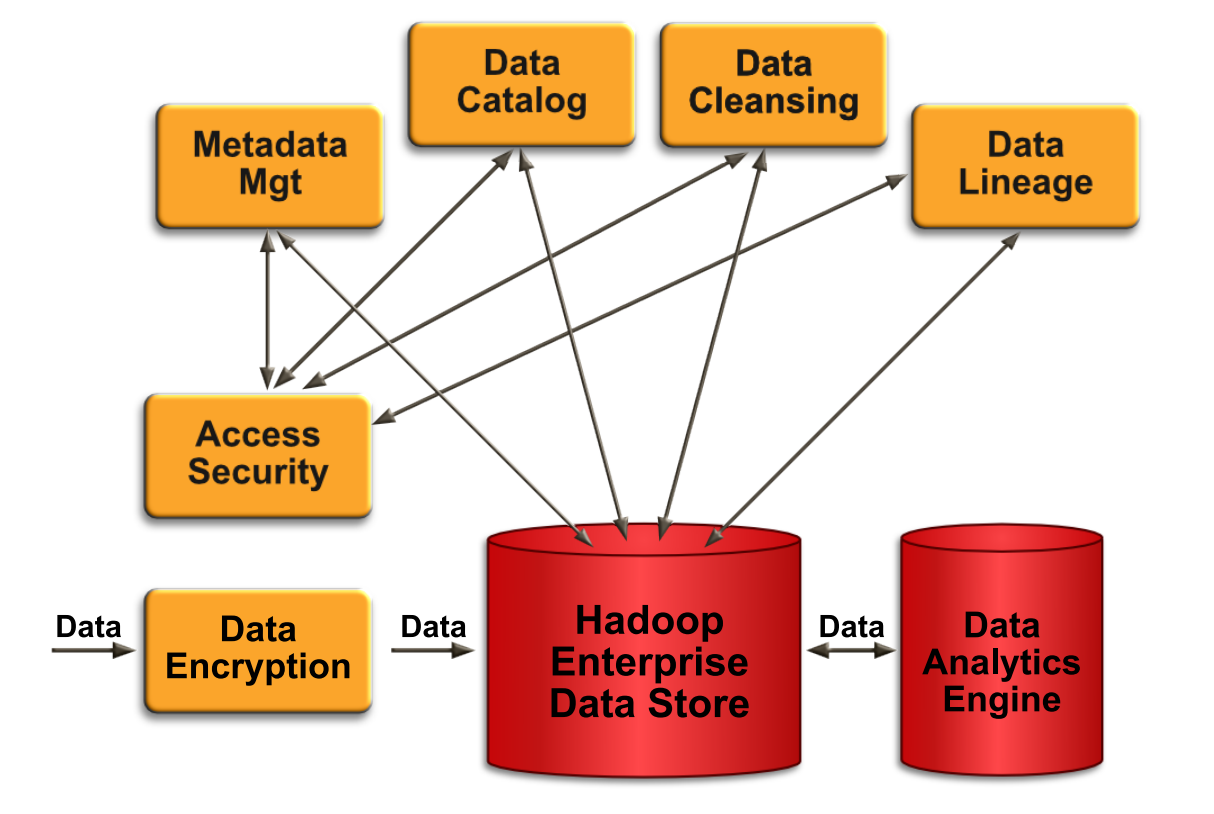 Data
Catalog
Data
Cleansing
Metadata
Mgt
Data
Lineage
Access
Security
Data
Data
Encryption
Data
Hadoop
Enterprise
Data Store
Data
Data
Analytics
Engine